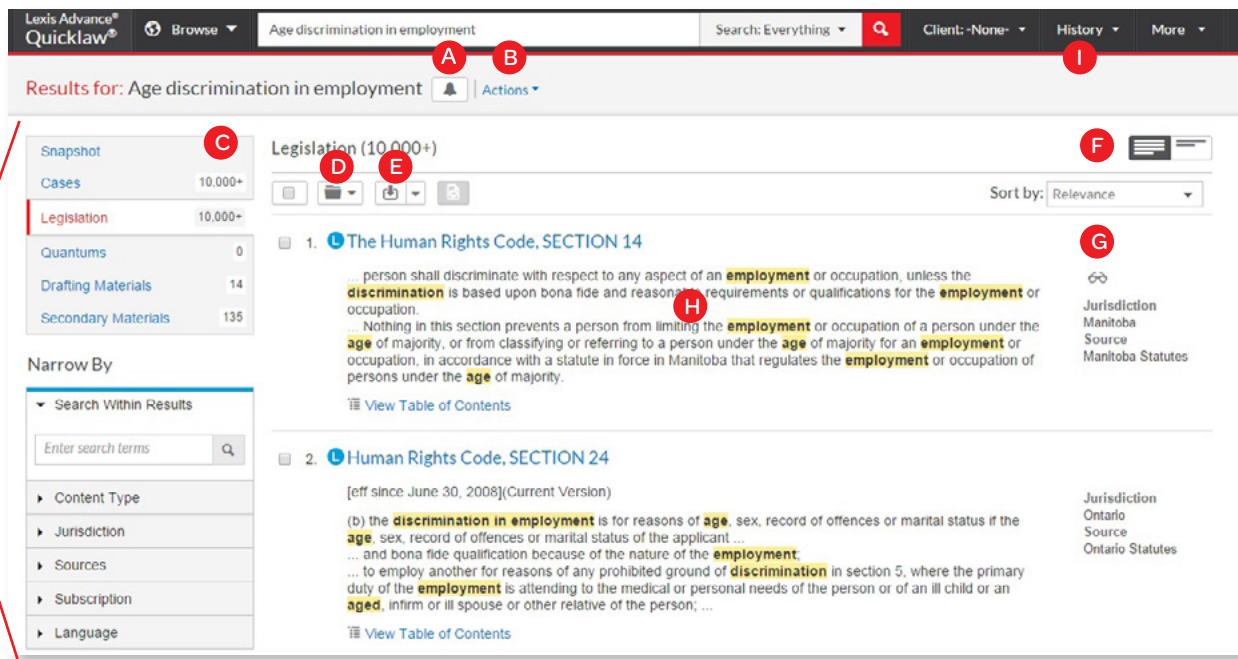 Lexis Advance®
Quicklaw®
Browse
Age discrimination in employment
Search: Everything
Client: -None-
History
More
A
B
I
Results for: Age discrimination in employment
Actions
C
Snapshot
Cases 10,000+
Legislation 10,000+
Quantums 0
Drafting Materials 14
Secondary Materials 135
Narrow By
Search Within Results
Enter search terms
Content Type
Jurisdiction
Sources
Subscription
Language
Legislation (10,000+)
D
E
F
Sort by: Relevance
1. L The Human Rights Code, SECTION 14
G
... person shall discriminate with respect to any aspect of an employment or occupation, unless the
discrimination is based upon bona fide and reasonable requirements or qualifications for the employment or
occupation.
H
... Nothing in this section prevents a person from limiting the employment or occupation of a person under the
age of majority, or from classifying or referring to a person under the age of majority for an employment or
occupation, in accordance with a statute in force in Manitoba that regulates the employment or occupation of
persons under the age of majority.
View Table of Contents
Jurisdiction
Manitoba
Source
Manitoba Statutes
2. L Human Rights Code, SECTION 24
[eff since June 30, 2008](Current Version)
(b) the discrimination in employment is for reasons of age, sex, record of offences or marital status if the
age, sex, record of offences or marital status of the applicant ...
... and bona fide qualification because of the nature of the employment;
... to employ another for reasons of any prohibited ground of discrimination in section 5, where the primary
duty of the employment is attending to the medical or personal needs of the person or of an ill child or an
aged, infirm or ill spouse or other relative of the person; ...
View Table of Contents
Jurisdiction
Ontario
Source
Ontario Statutes